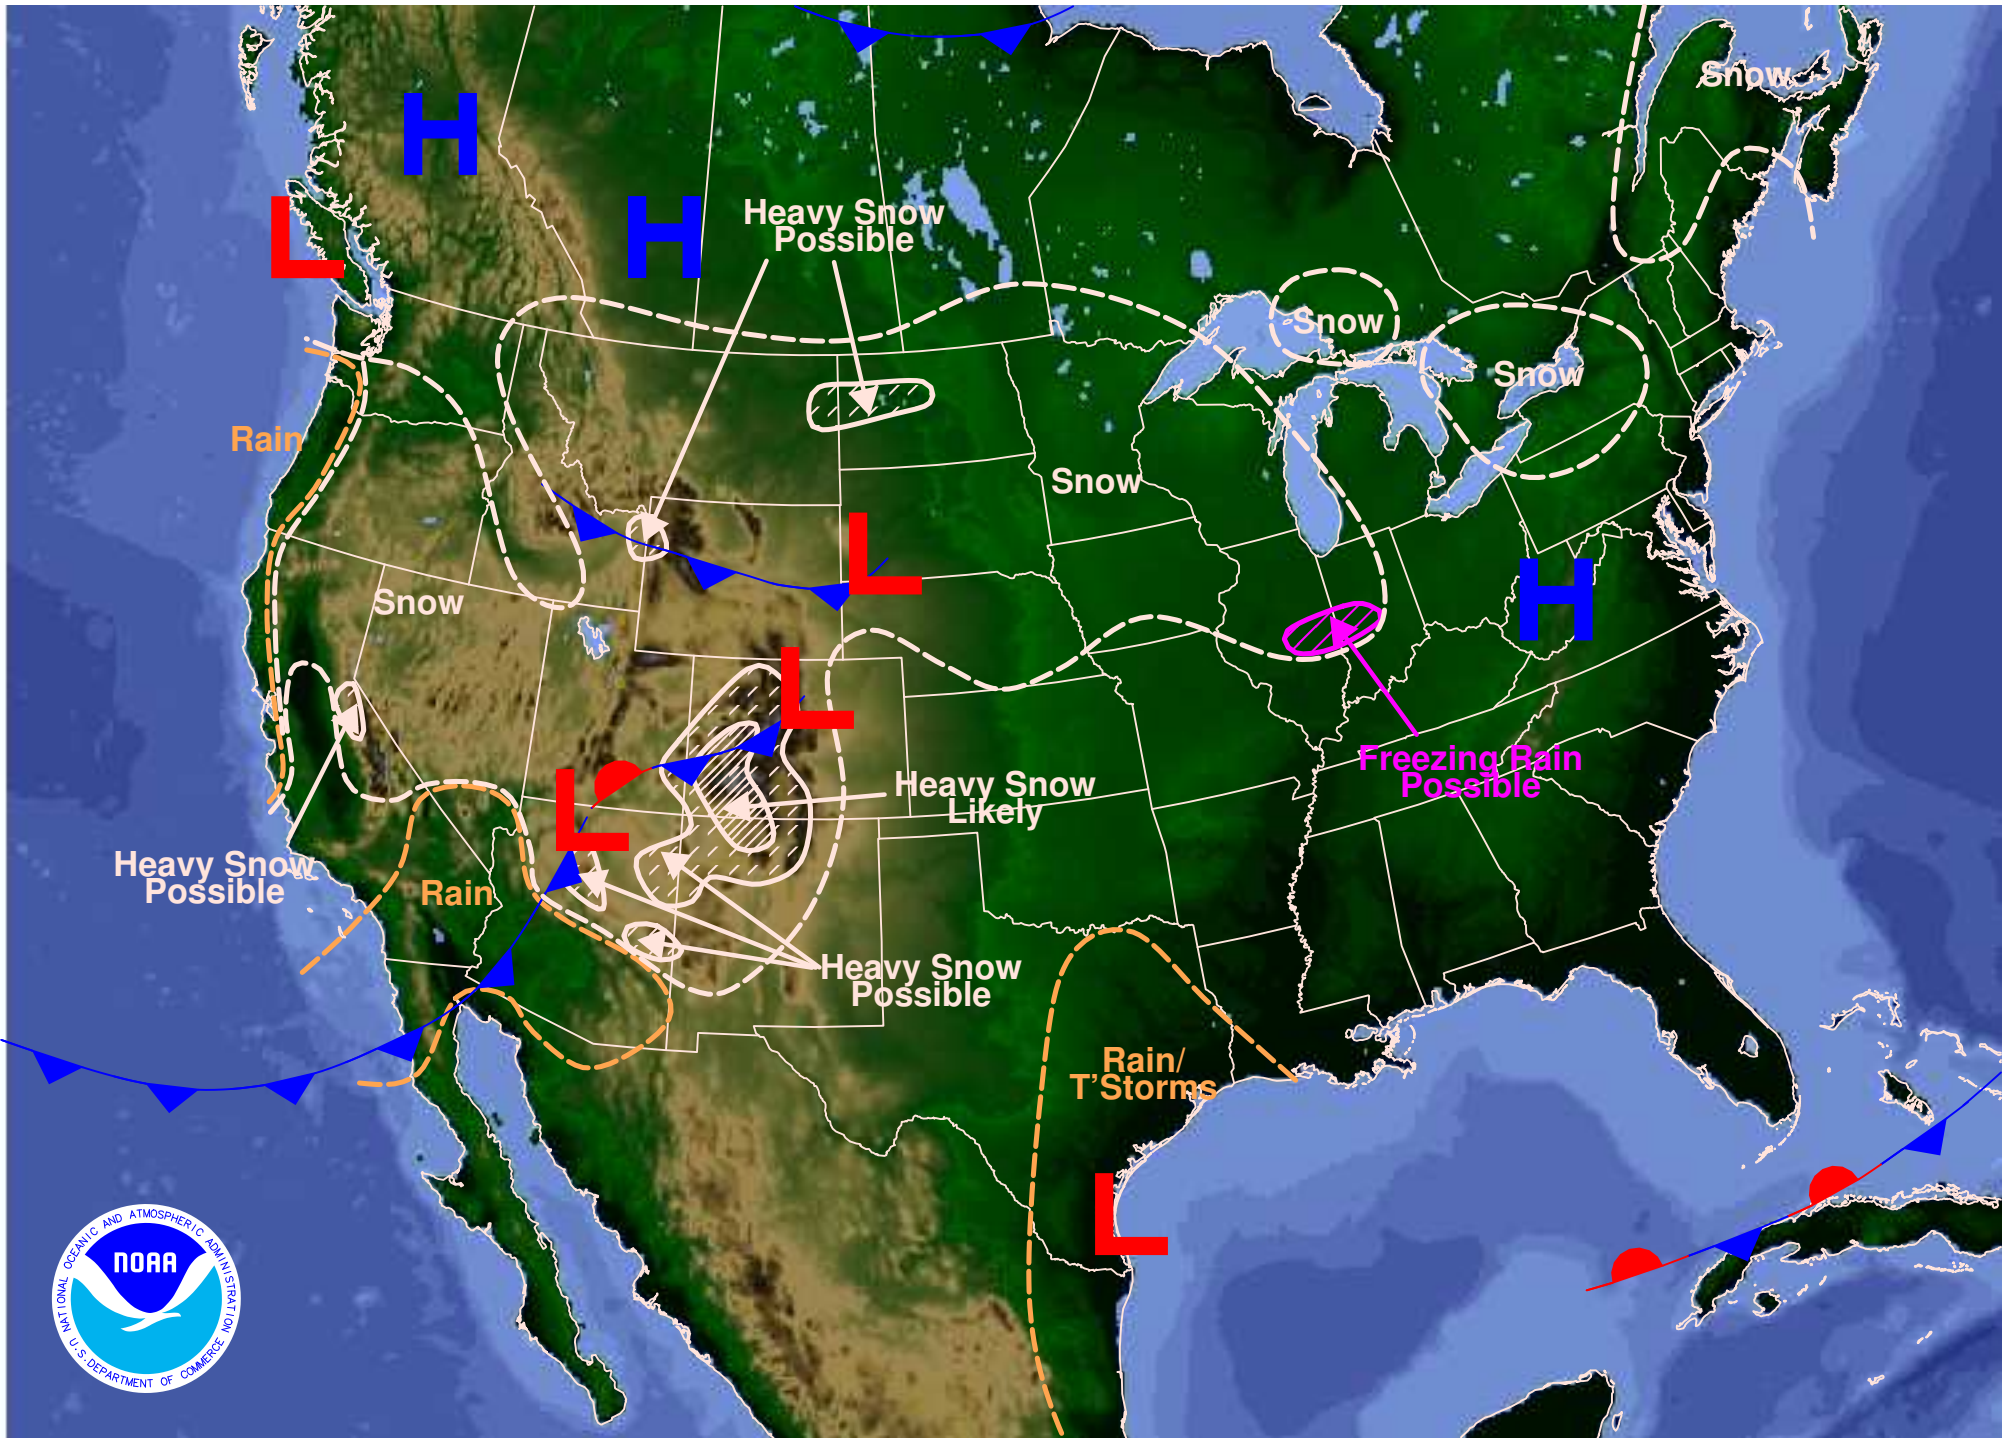 Snow
H
L
H
Heavy Snow
Possible
Snow
Snow
Rain
Snow
L
H
Snow
L
Freezing Rain
Possible
L
Heavy Snow
Likely
Heavy Snow
Possible
Rain
Heavy Snow
Possible
Rain/
T'Storms
L
NATIONAL OCEANIC AND ATMOSPHERIC ADMINISTRATION
NOAA
U.S. DEPARTMENT OF COMMERCE